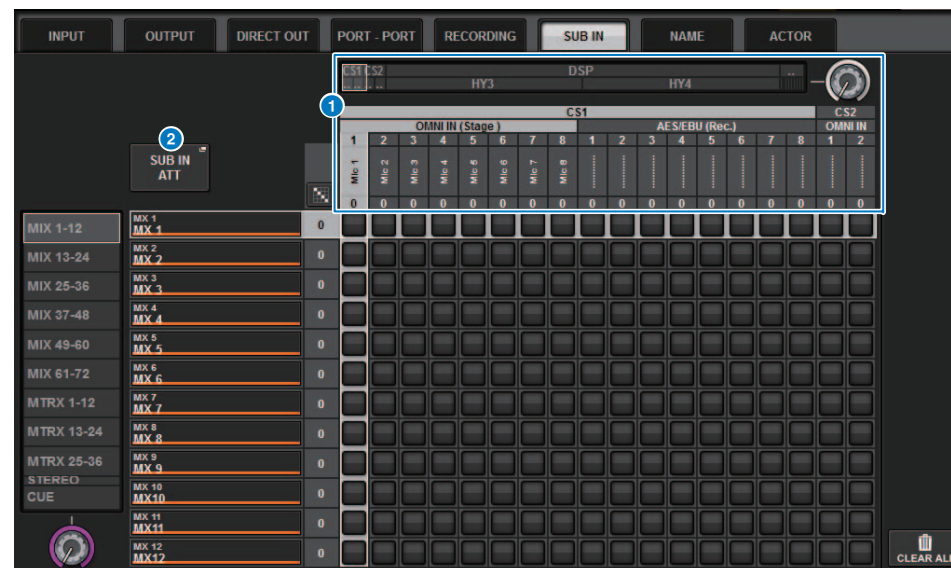 INPUT OUTPUT DIRECT OUT PORT - PORT RECORDING SUB IN NAME ACTOR
CS1 CS2 DSP ..
.. .. .. HY3 HY4
1
CS1 CS2
OMNI IN (Stage ) AES/EBU (Rec.) OMNI IN
1 2 3 4 5 6 7 8 1 2 3 4 5 6 7 8 1 2
Mic 1 Mic 2 Mic 3 Mic 4 Mic 5 Mic 6 Mic 7 Mic 8
0 0 0 0 0 0 0 0 0 0 0 0 0 0 0 0 0 0
2
SUB IN
ATT
MIX 1-12
MIX 13-24
MIX 25-36
MIX 37-48
MIX 49-60
MIX 61-72
MTRX 1-12
MTRX 13-24
MTRX 25-36
STEREO
CUE
MX 1
MX 1 0
MX 2
MX 2 0
MX 3
MX 3 0
MX 4
MX 4 0
MX 5
MX 5 0
MX 6
MX 6 0
MX 7
MX 7 0
MX 8
MX 8 0
MX 9
MX 9 0
MX 10
MX10 0
MX 11
MX11 0
MX 12
MX12 0
CLEAR ALL